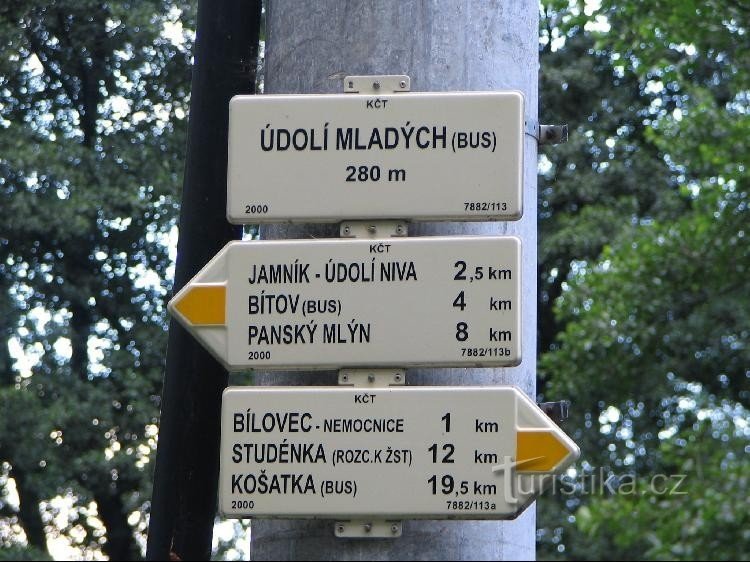 KČT
ÚDOLÍ MLADÝCH (BUS)
280 m
2000 7882/113
KČT
JAMNÍK - ÚDOLÍ NIVA 2,5 km
BÍTOV (BUS) 4 km
PANSKÝ MLÝN 8 km
2000 7882/113b
KČT
BÍLOVEC - NEMOCNICE 1 km
STUDÉNKA (ROZC.K ŽST) 12 km
KOŠATKA (BUS) 19,5 km
2000 7882/113a
turistika.cz